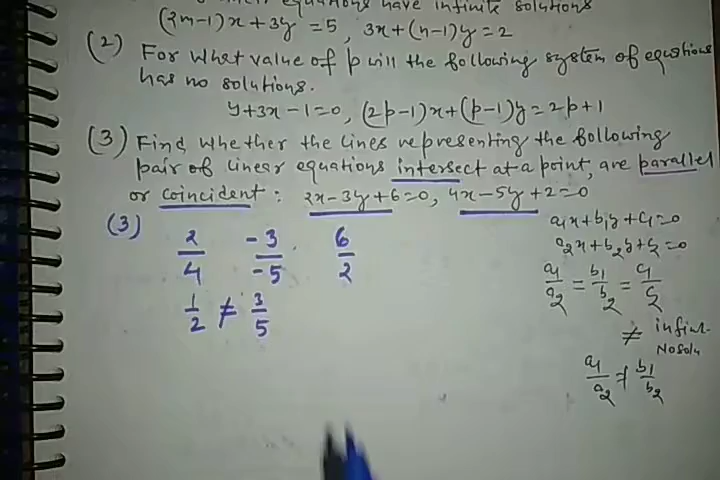 equations have infinite solutions
(2m-1)x+3y=5, 3x+(n-1)y=2
(2) For what value of p will the following system of equations
has no solutions.
y+3x-1=0, (2p-1)x+(p-1)y=2p+1
(3) Find whether the lines representing the following
pair of linear equations intersect at a point, are parallel
or coincident: 2x-3y+6=0, 4x-5y+2=0
(3)
2/4 -3/-5 6/2
1/2 ≠ 3/5
a1x+b1y+c1=0
a2x+b2y+c2=0
a1/a2 = b1/b2 = c1/c2
≠ infini-
No solu
a1/a2 ≠ b1/b2